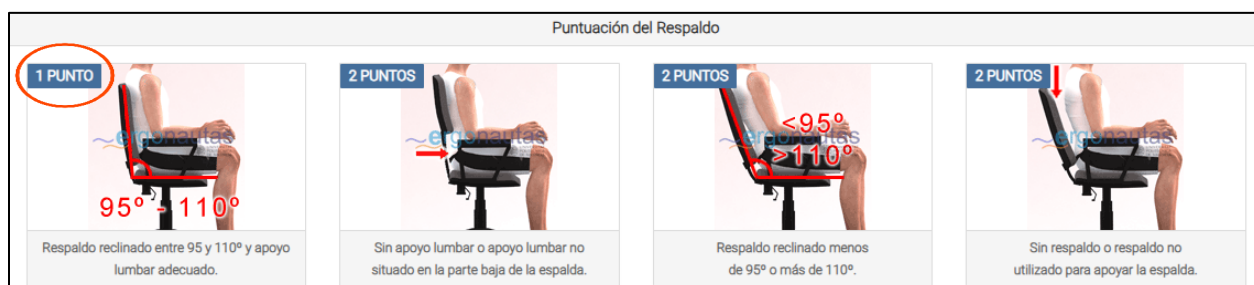 Puntuación del Respaldo
1 PUNTO
ergonautas
95º - 110º
Respaldo reclinado entre 95 y 110º y apoyo
lumbar adecuado.
2 PUNTOS
ergonautas
Sin apoyo lumbar o apoyo lumbar no
situado en la parte baja de la espalda.
2 PUNTOS
ergonautas
<95º
>110º
Respaldo reclinado menos
de 95º o más de 110º.
2 PUNTOS
ergonautas
Sin respaldo o respaldo no
utilizado para apoyar la espalda.